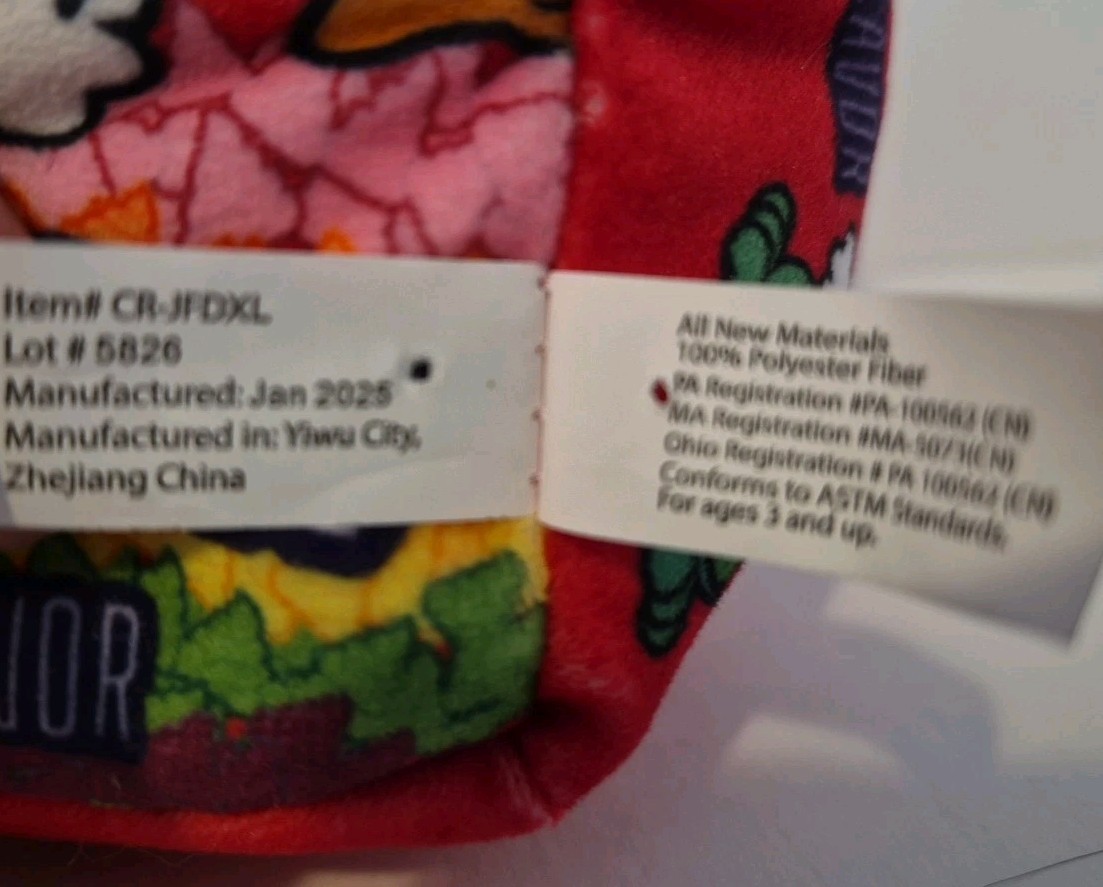 Item# CR-JFDXL
Lot # 5826
Manufactured: Jan 2025
Manufactured in: Yiwu City,
Zhejiang China
All New Materials
100% Polyester Fiber
PA Registration #PA-100562 (CN)
MA Registration #MA-5073(CN)
Ohio Registration # PA 100562 (CN)
Conforms to ASTM Standards.
For ages 3 and up.